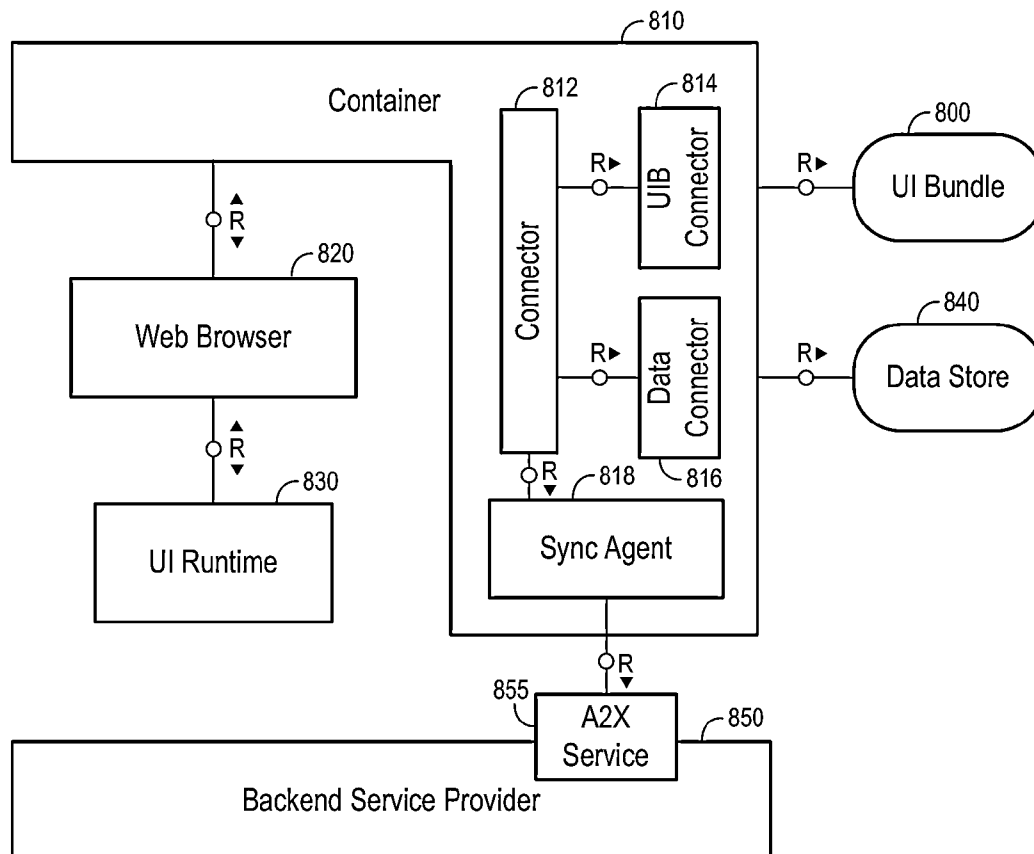 810
Container
812
814
800
R▶
UIB
Connector
R▶
UI Bundle
Connector
▲
R
▼
820
Web Browser
840
R▶
Data
Connector
R▶
Data Store
▲
R
▼
830
UI Runtime
R
▼
818
816
Sync Agent
R
▼
855
A2X
Service
850
Backend Service Provider